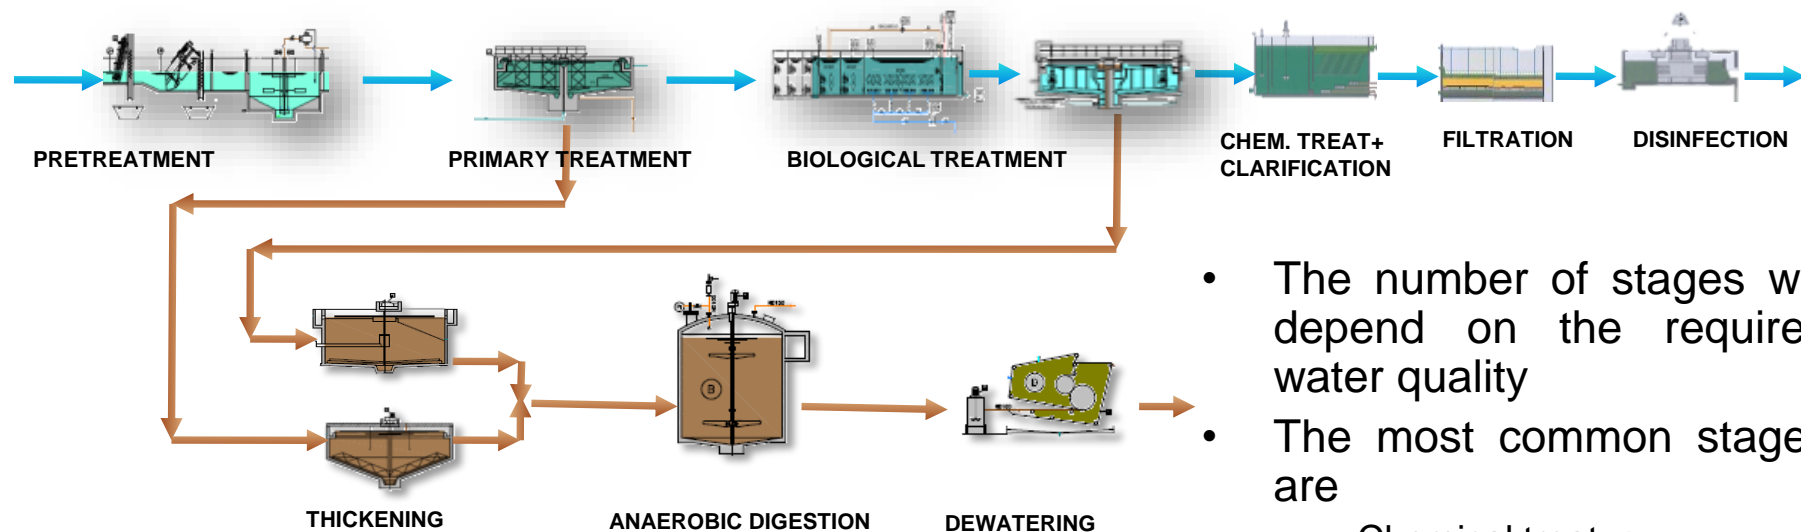 PRETREATMENT
PRIMARY TREATMENT
BIOLOGICAL TREATMENT
CHEM. TREAT+
CLARIFICATION
FILTRATION
DISINFECTION
THICKENING
B
ANAEROBIC DIGESTION
D
DEWATERING
• The number of stages w
depend on the require
water quality
• The most common stage
are